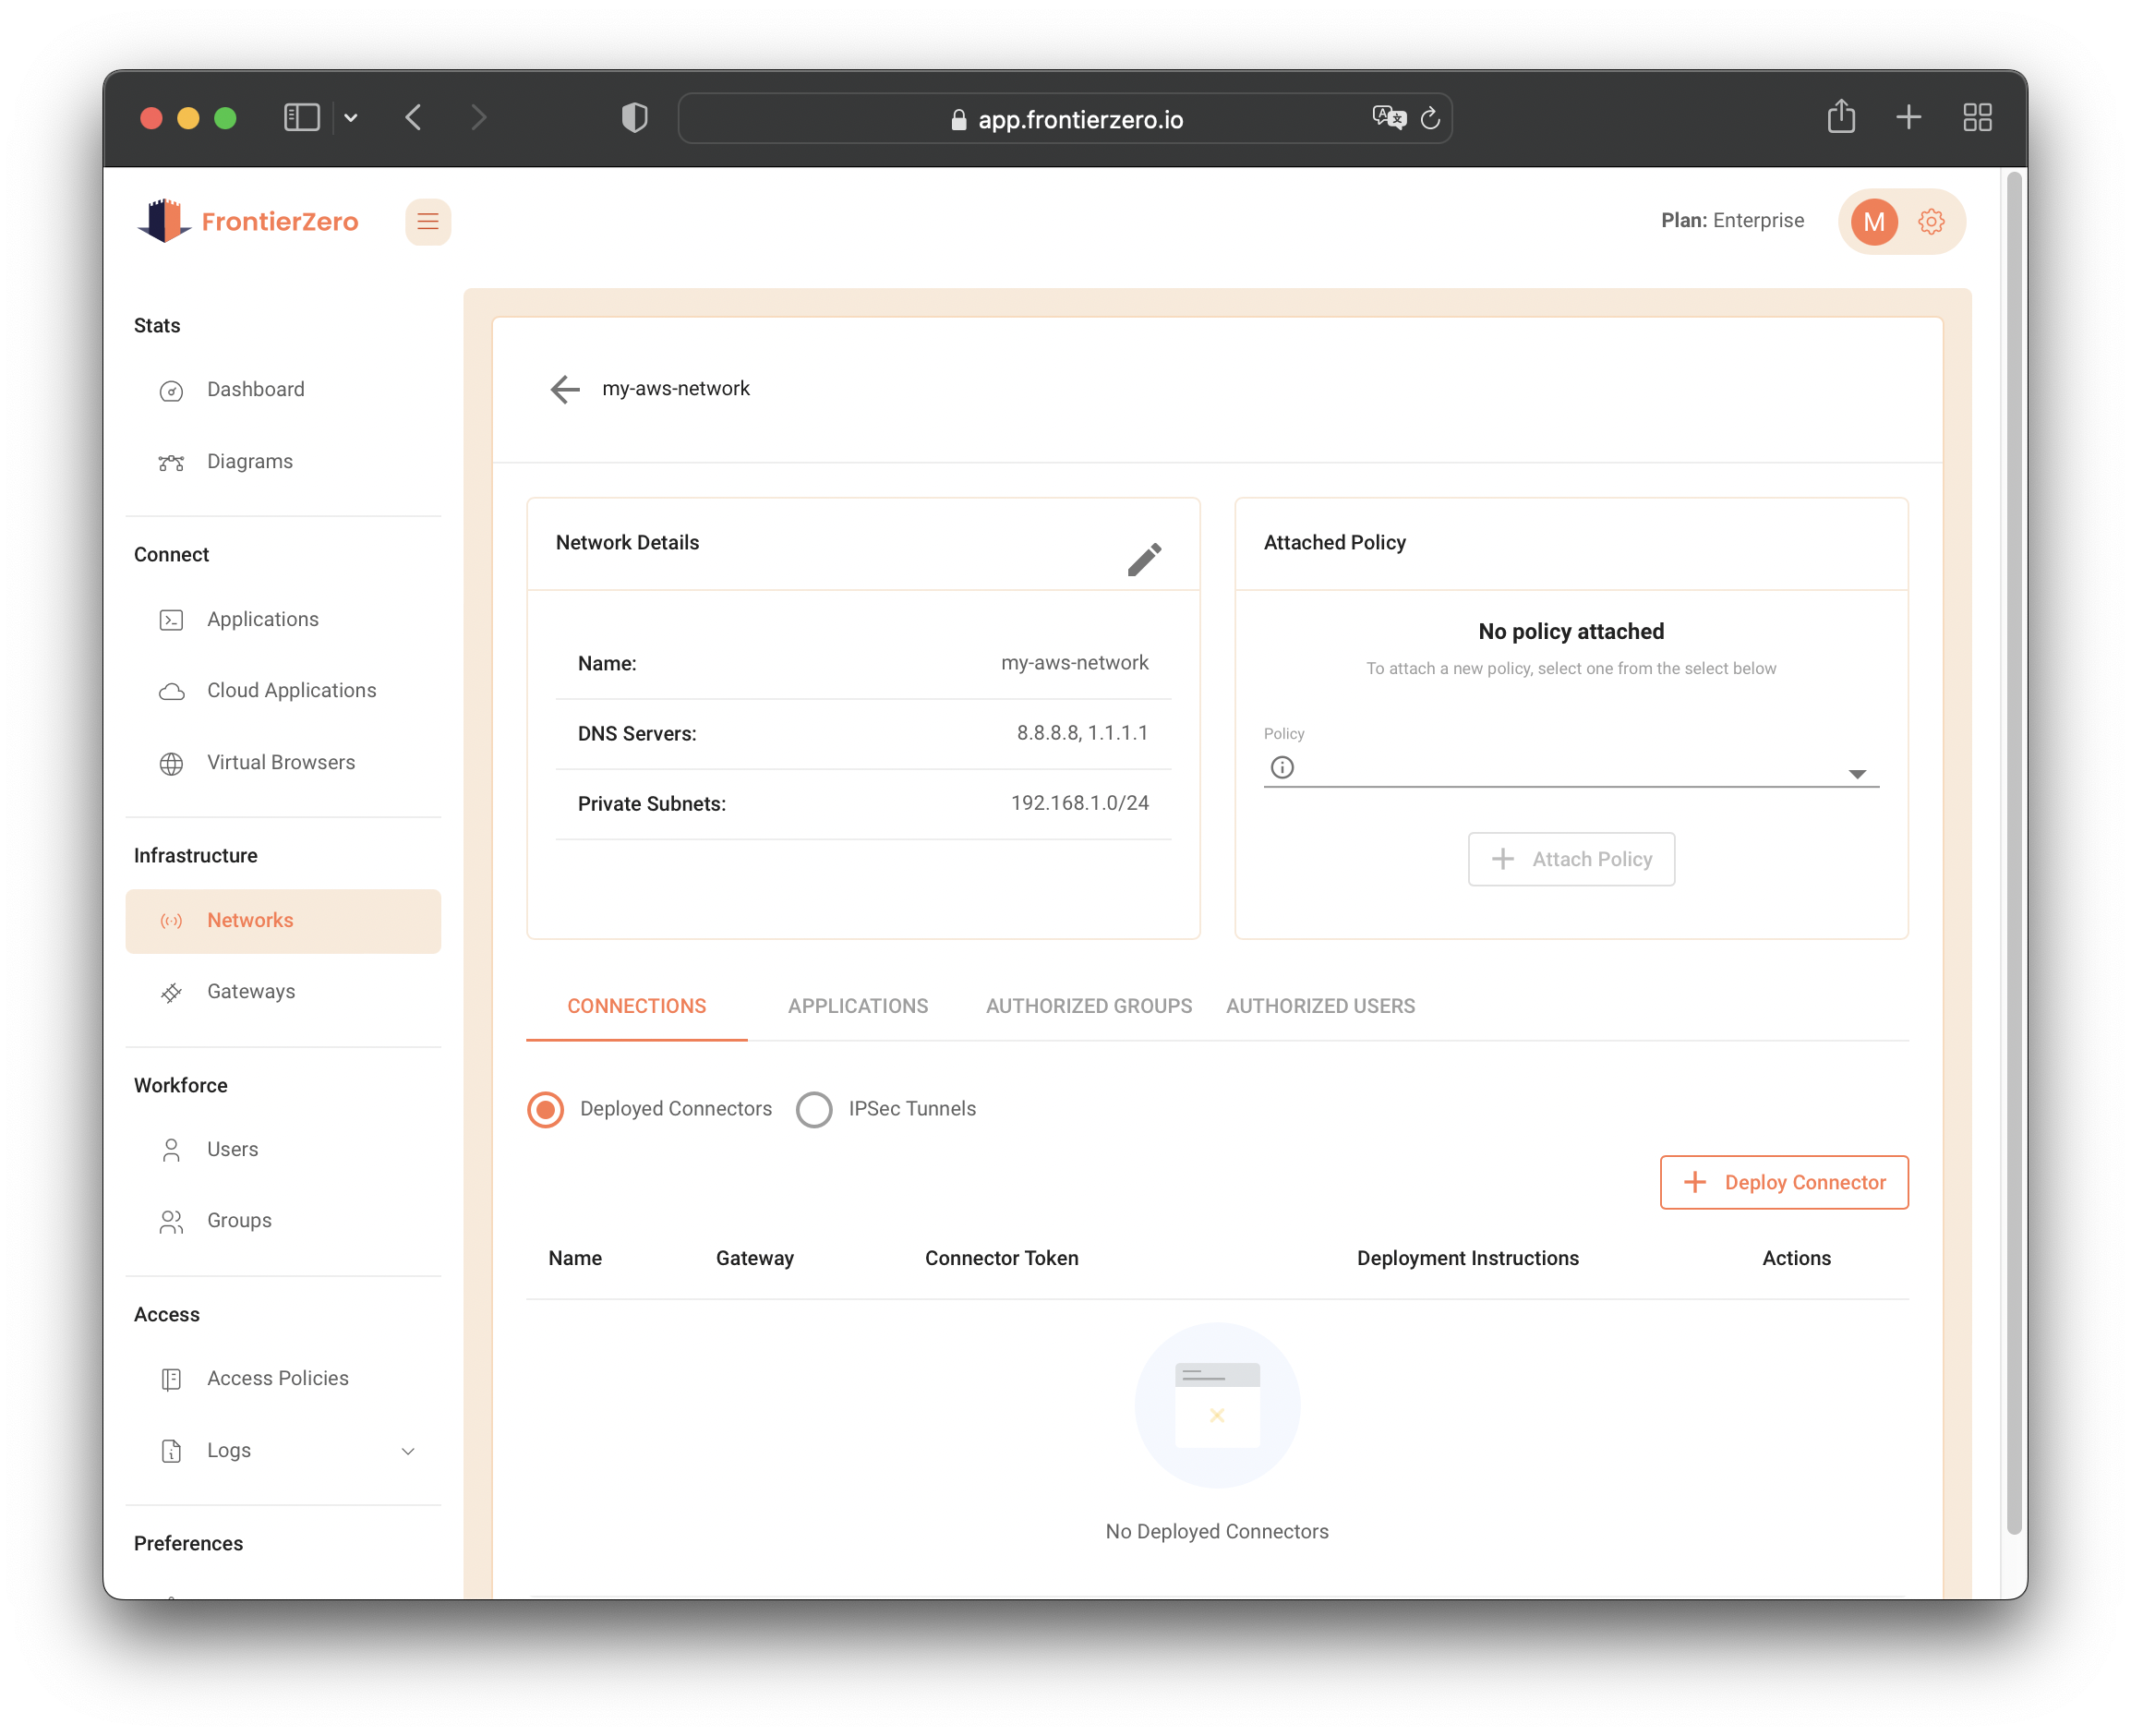 app.frontierzero.io
FrontierZero
Plan: Enterprise
M
Stats
Dashboard
Diagrams
Connect
Applications
Cloud Applications
Virtual Browsers
Infrastructure
Networks
Gateways
Workforce
Users
Groups
Access
Access Policies
Logs
Preferences
my-aws-network
Network Details
Name: my-aws-network
DNS Servers: 8.8.8.8, 1.1.1.1
Private Subnets: 192.168.1.0/24
Attached Policy
No policy attached
To attach a new policy, select one from the select below
Policy
Attach Policy
CONNECTIONS APPLICATIONS AUTHORIZED GROUPS AUTHORIZED USERS
Deployed Connectors IPSec Tunnels
Deploy Connector
Name Gateway Connector Token Deployment Instructions Actions
No Deployed Connectors